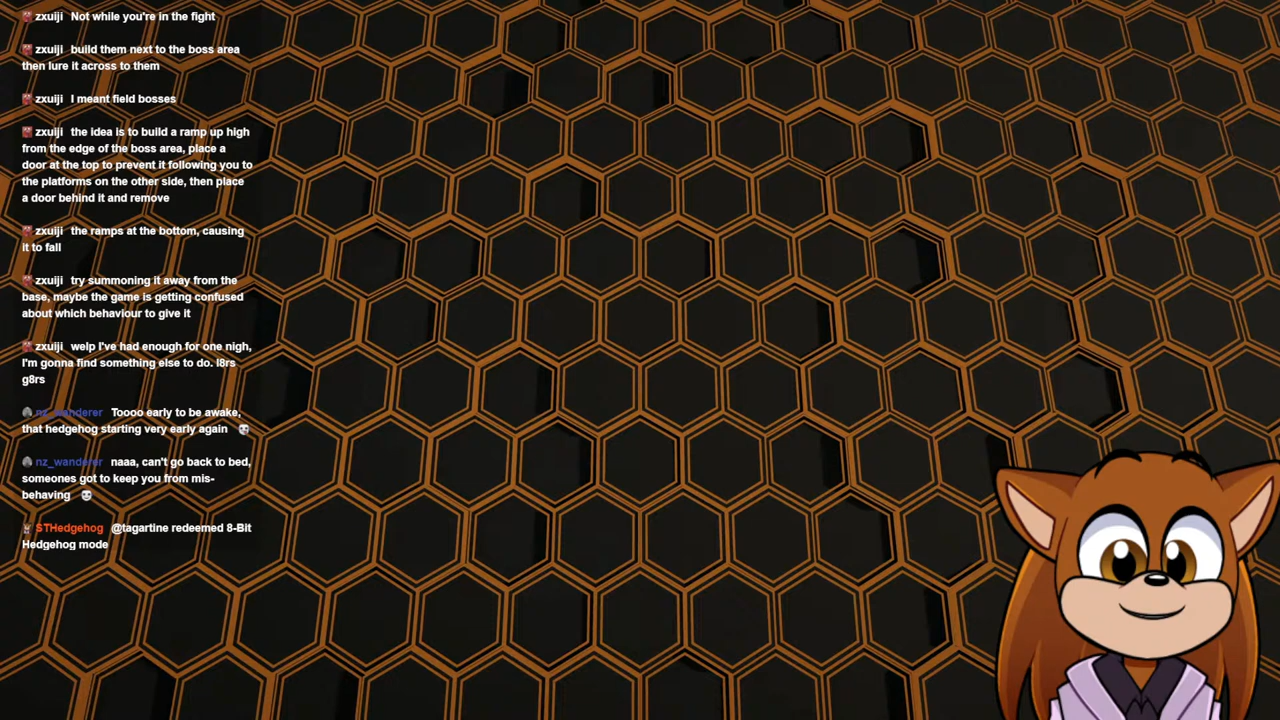 zxuiji Not while you're in the fight
zxuiji build them next to the boss area
then lure it across to them
zxuiji I meant field bosses
zxuiji the idea is to build a ramp up high
from the edge of the boss area, place a
door at the top to prevent it following you to
the platforms on the other side, then place
a door behind it and remove
zxuiji the ramps at the bottom, causing
it to fall
zxuiji try summoning it away from the
base, maybe the game is getting confused
about which behaviour to give it
zxuiji welp I've had enough for one nigh,
I'm gonna find something else to do. l8rs
g8rs
nz_wanderer Toooo early to be awake,
that hedgehog starting very early again
nz_wanderer naaa, can't go back to bed,
someones got to keep you from mis-
behaving
STHedgehog @tagartine redeemed 8-Bit
Hedgehog mode